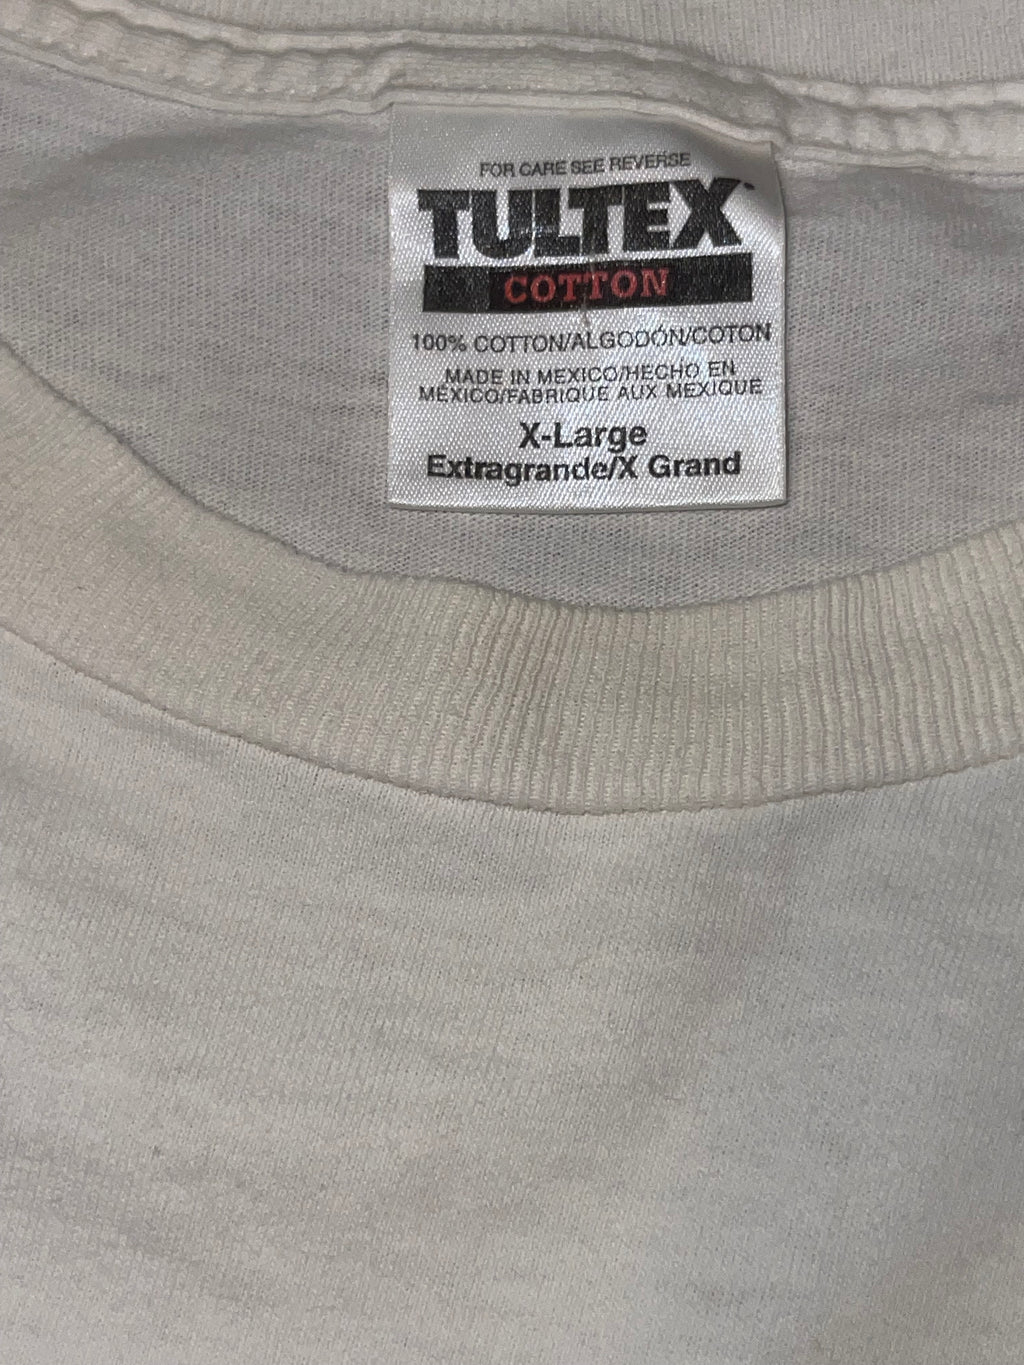 FOR CARE SEE REVERSE
TULTEX
COTTON
100% COTTON/ALGODÓN/COTON
MADE IN MEXICO/HECHO EN
MÉXICO/FABRIQUÉ AUX MEXIQUE
X-Large
Extragrande/X Grand